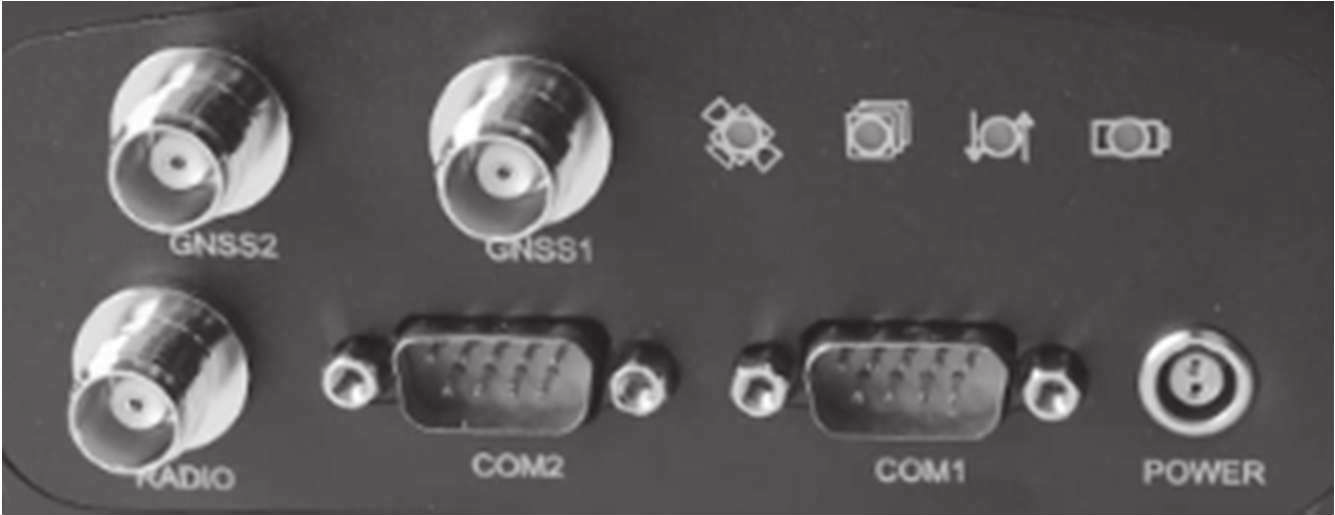 GNSS2
GNSS1
RADIO
COM2
COM1
POWER